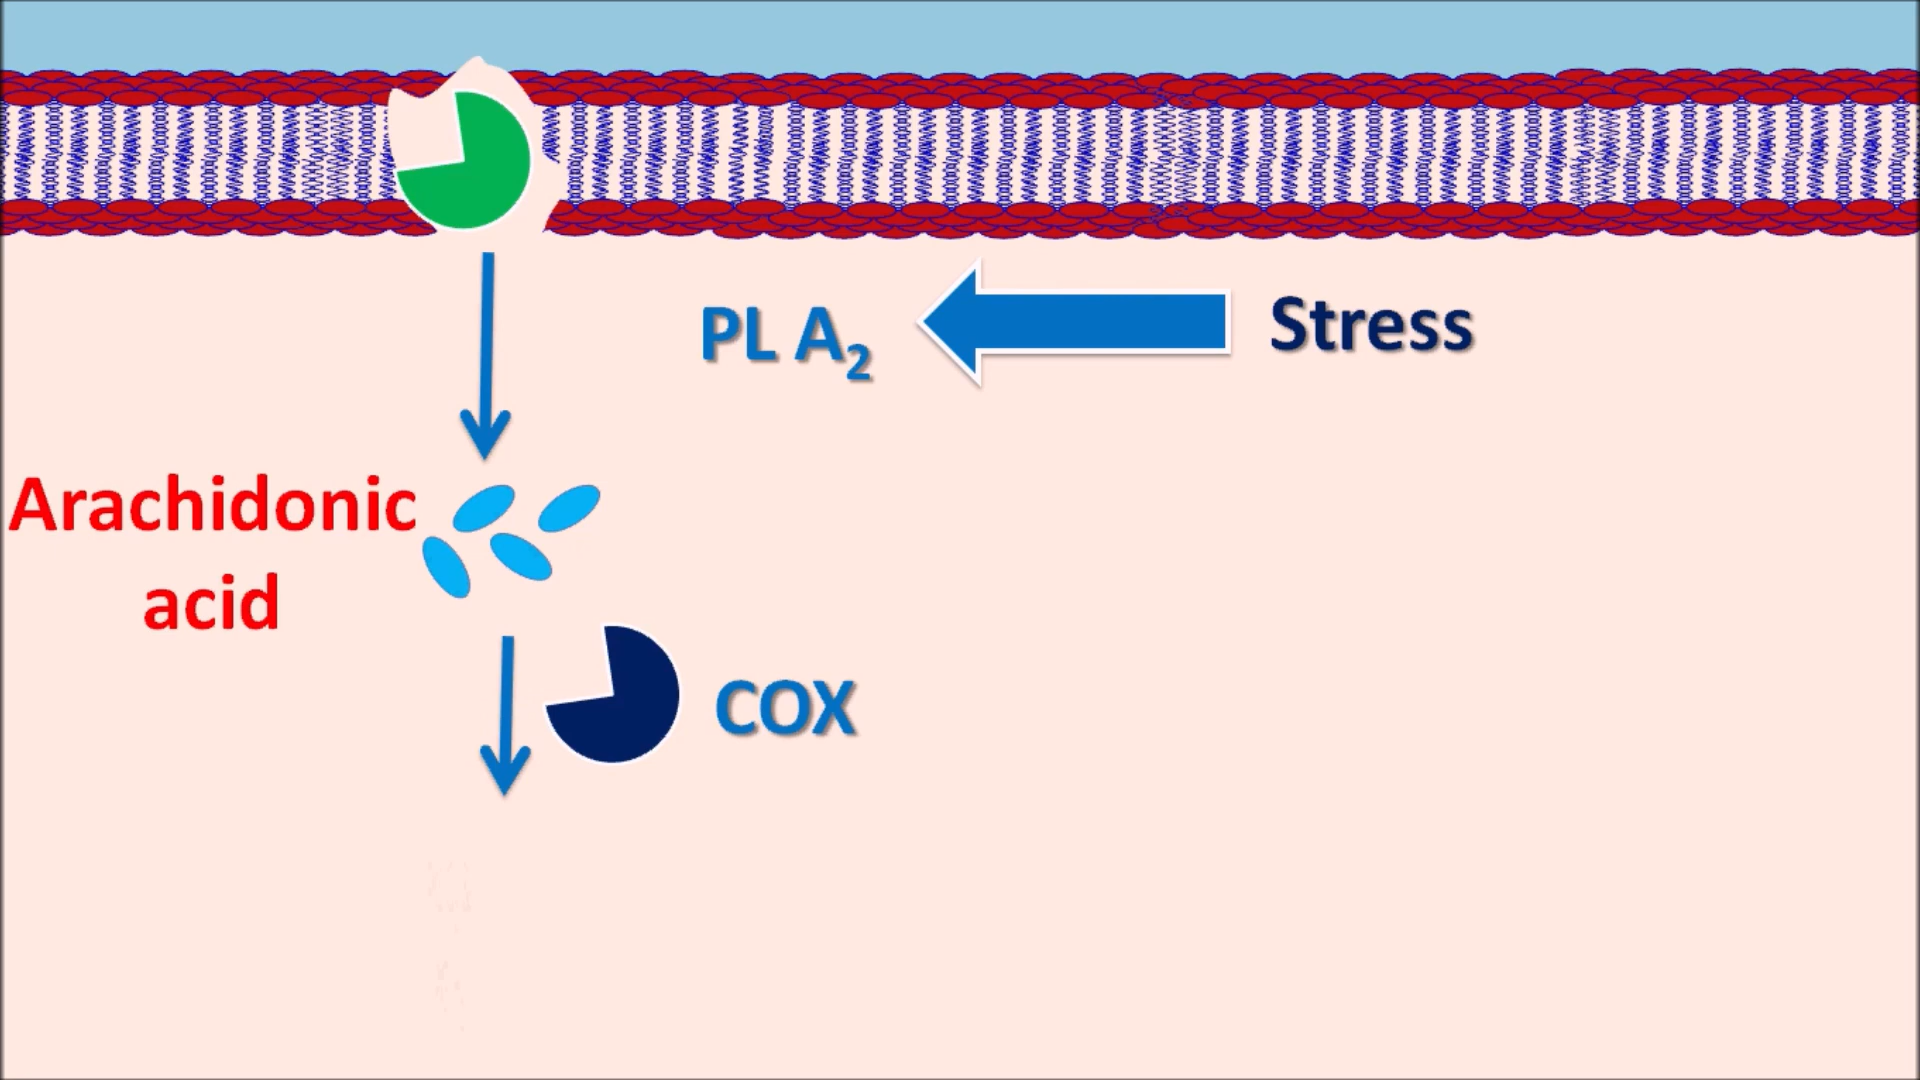 PL A₂
Stress
Arachidonic
acid
COX